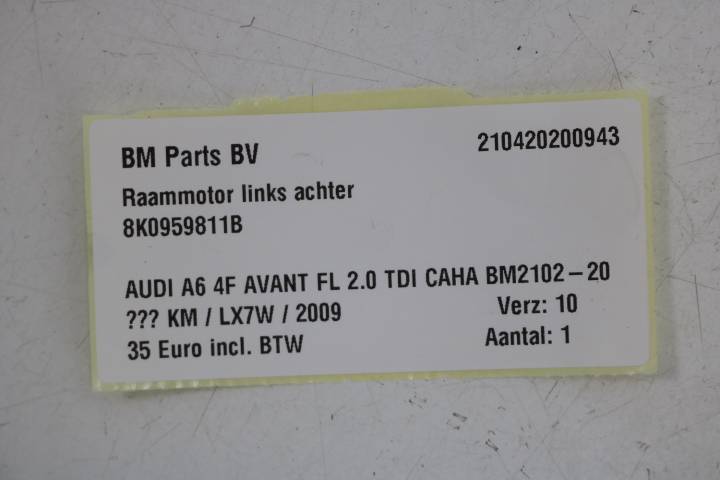 BM Parts BV 210420200943
Raammotor links achter
8K0959811B
AUDI A6 4F AVANT FL 2.0 TDI CAHA BM2102-20
??? KM / LX7W / 2009 Verz: 10
35 Euro incl. BTW Aantal: 1